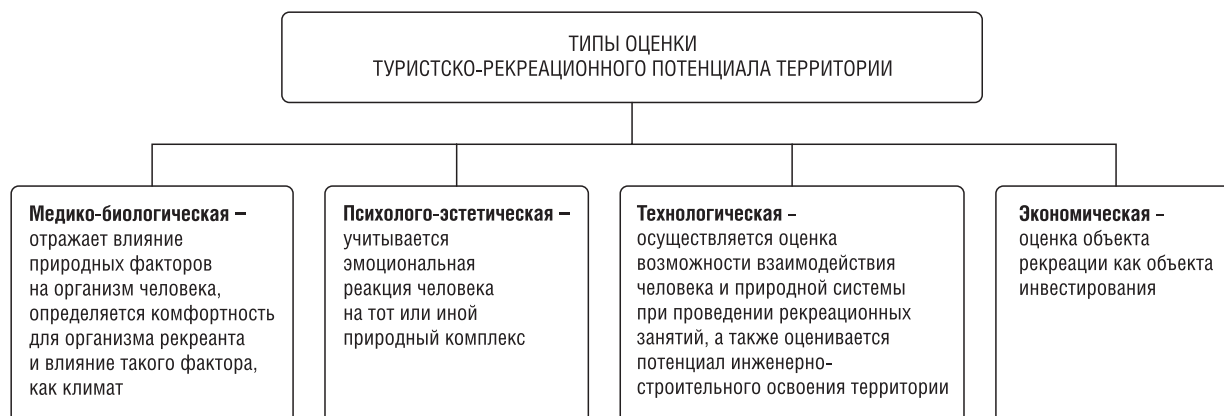 ТИПЫ ОЦЕНКИ
ТУРИСТСКО-РЕКРЕАЦИОННОГО ПОТЕНЦИАЛА ТЕРРИТОРИИ
Медико-биологическая –
отражает влияние
природных факторов
на организм человека,
определяется комфортность
для организма рекреанта
и влияние такого фактора,
как климат
Психолого-эстетическая –
учитывается
эмоциональная
реакция человека
на тот или иной
природный комплекс
Технологическая –
осуществляется оценка
возможности взаимодействия
человека и природной системы
при проведении рекреационных
занятий, а также оценивается
потенциал инженерно-
строительного освоения территории
Экономическая –
оценка объекта
рекреации как объекта
инвестирования